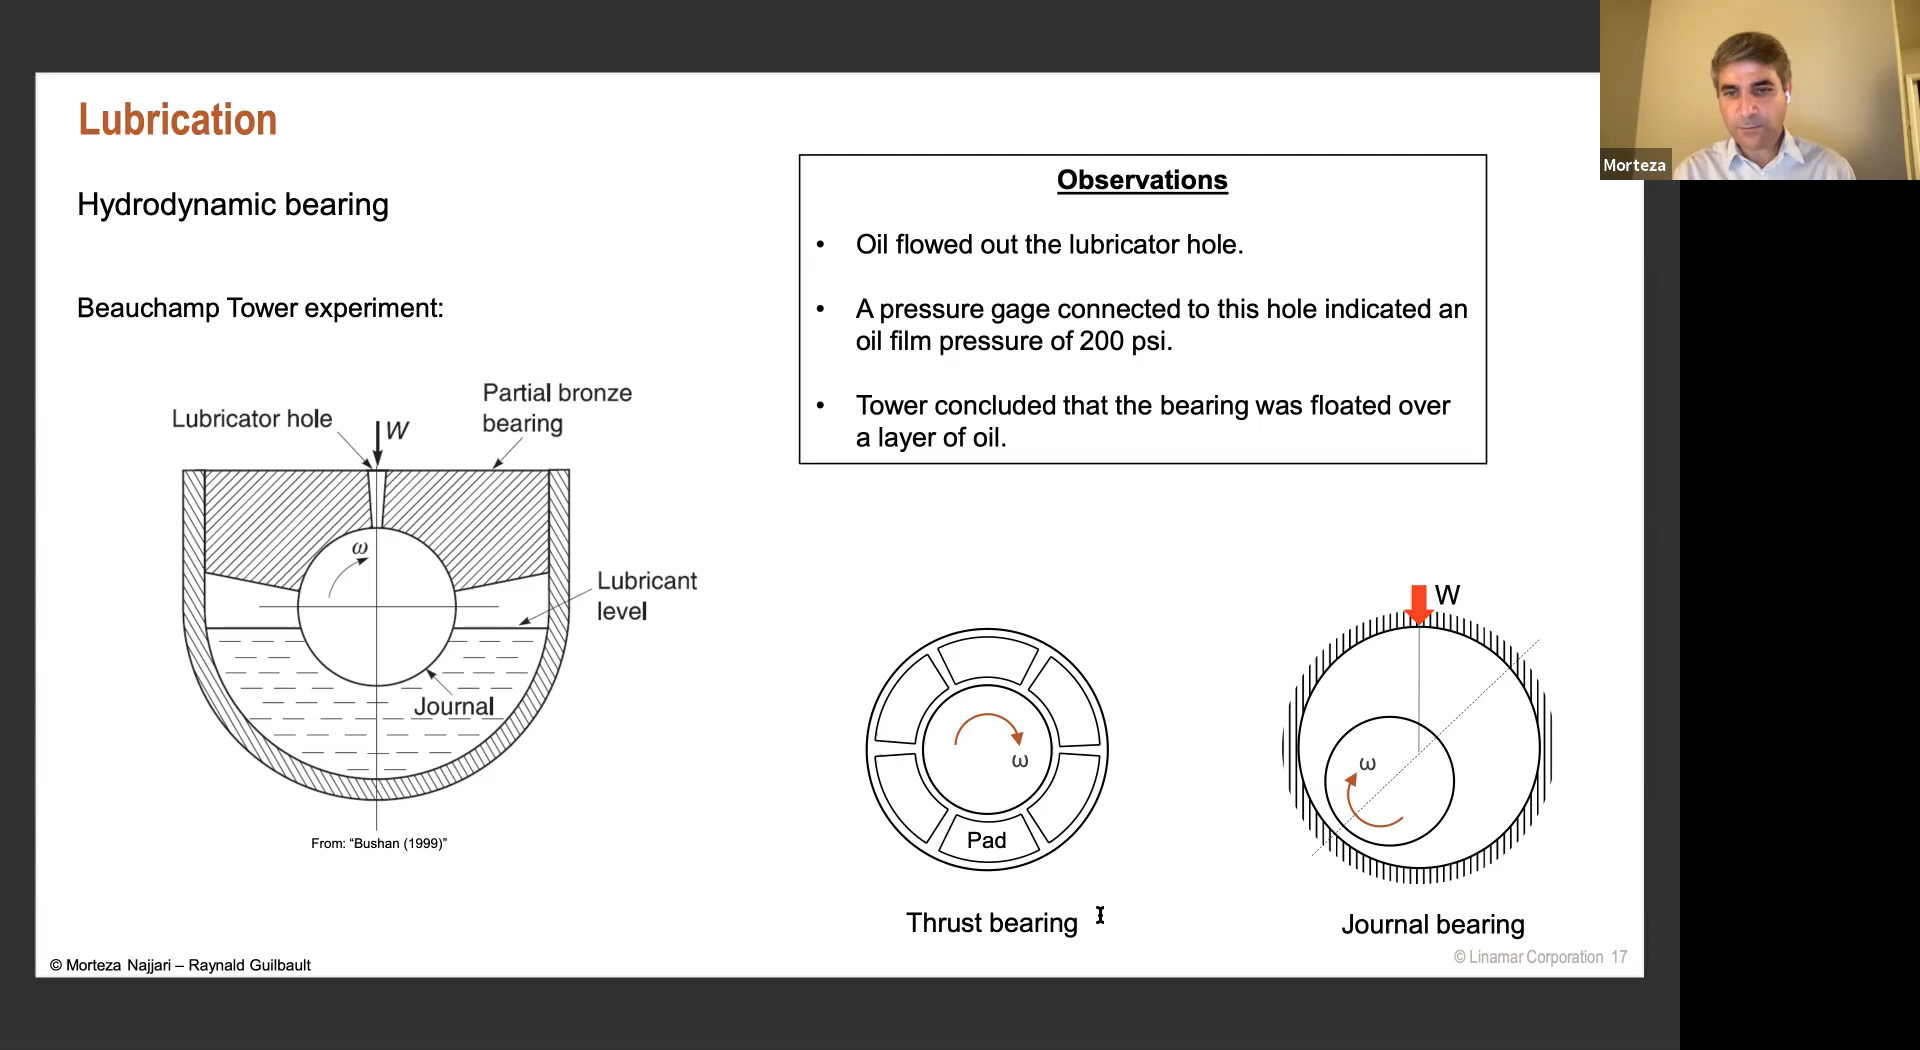 Lubrication
Hydrodynamic bearing
Beauchamp Tower experiment:
Observations
• Oil flowed out the lubricator hole.
• A pressure gage connected to this hole indicated an
oil film pressure of 200 psi.
• Tower concluded that the bearing was floated over
a layer of oil.
Morteza
Lubricator hole
W
Partial bronze
bearing
ω
Lubricant
level
Journal
From: “Bushan (1999)”
ω
Pad
Thrust bearing
W
ω
Journal bearing
© Morteza Najjari – Raynald Guilbault
© Linamar Corporation 17